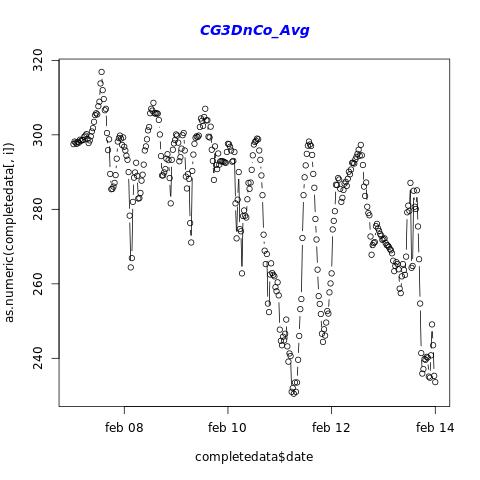 CG3DnCo_Avg
as.numeric(completedata[, i])
320
300
280
260
240
feb 08
feb 10
feb 12
feb 14
completedata$date